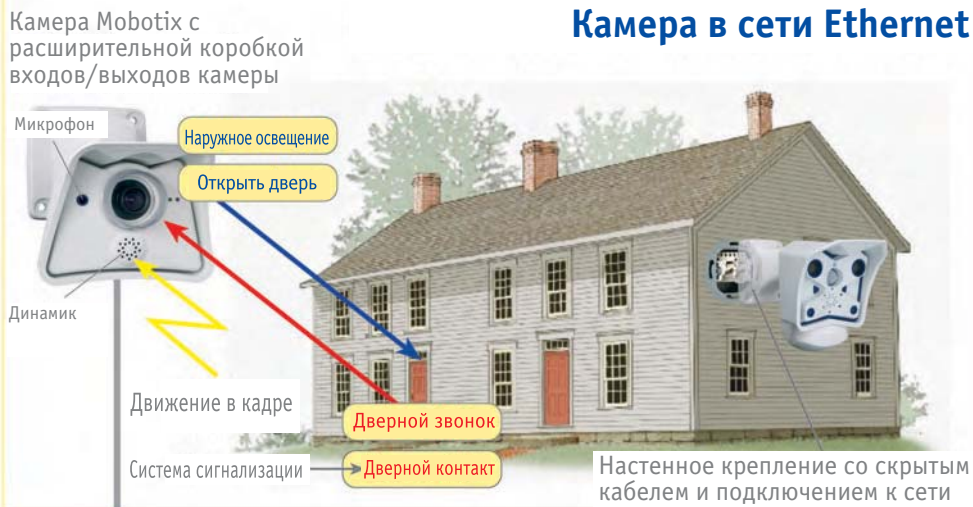 Камера Mobotix с
расширительной коробкой
входов/выходов камеры
Камера в сети Ethernet
Микрофон
Наружное освещение
Открыть дверь
Динамик
Движение в кадре
Дверной звонок
Система сигнализации
Дверной контакт
Настенное крепление со скрытым
кабелем и подключением к сети